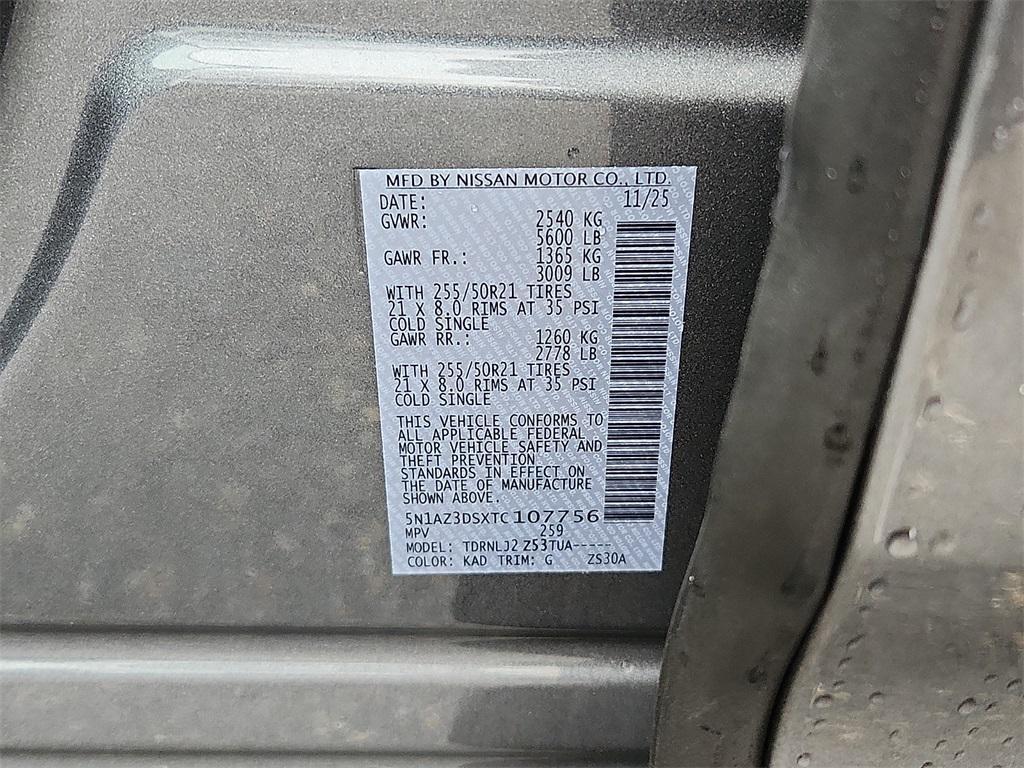 MFD BY NISSAN MOTOR CO., LTD.
DATE: 11/25
GVWR: 2540 KG
5600 LB
GAWR FR.: 1365 KG
3009 LB
WITH 255/50R21 TIRES
21 X 8.0 RIMS AT 35 PSI
COLD SINGLE
GAWR RR.: 1260 KG
2778 LB
WITH 255/50R21 TIRES
21 X 8.0 RIMS AT 35 PSI
COLD SINGLE
THIS VEHICLE CONFORMS TO
ALL APPLICABLE FEDERAL
MOTOR VEHICLE SAFETY AND
THEFT PREVENTION
STANDARDS IN EFFECT ON
THE DATE OF MANUFACTURE
SHOWN ABOVE.
5N1AZ3DSXTC107756
MPV 259
MODEL: TDRNLJ2 Z53TUA-----
COLOR: KAD TRIM: G ZS30A